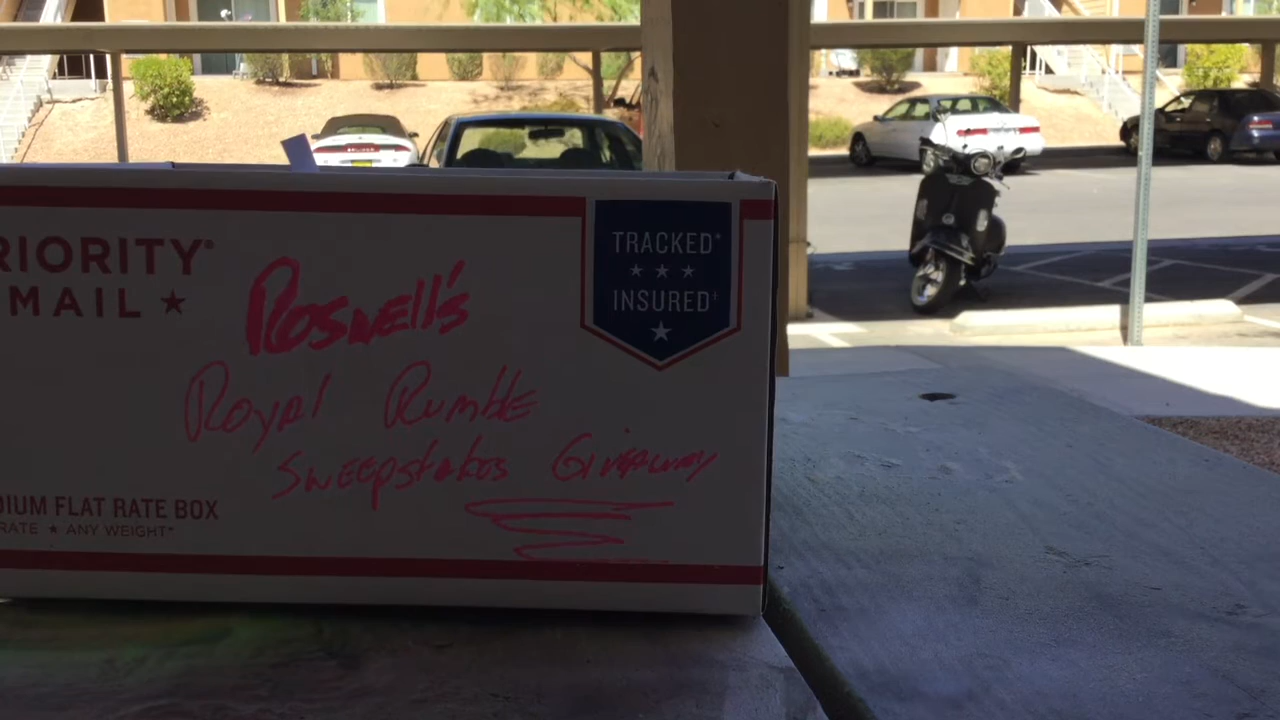 RIORITY®
MAIL ★
TRACKED*
★ ★ ★
INSURED†
★
Roswell's
Royal Rumble
Sweepstakes Giveaway
DIUM FLAT RATE BOX
RATE ★ ANY WEIGHT*